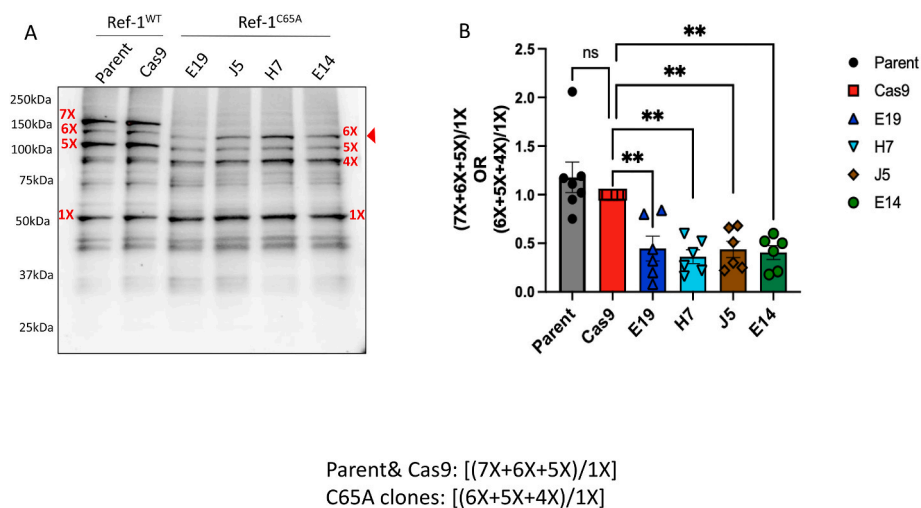 A
Ref-1WT
Ref-1C65A
Parent
Cas9
E19
J5
H7
E14
250kDa
150kDa
100kDa
75kDa
50kDa
37kDa
25kDa
7X
6X
5X
1X
6X
5X
4X
1X
B
(7X+6X+5X)/1X
OR
(6X+5X+4X)/1X)
2.5
2.0
1.5
1.0
0.5
0.0
ns
**
**
**
**
Parent
Cas9
E19
H7
J5
E14
Parent
Cas9
E19
H7
J5
E14
Parent& Cas9: [(7X+6X+5X)/1X]
C65A clones: [(6X+5X+4X)/1X]